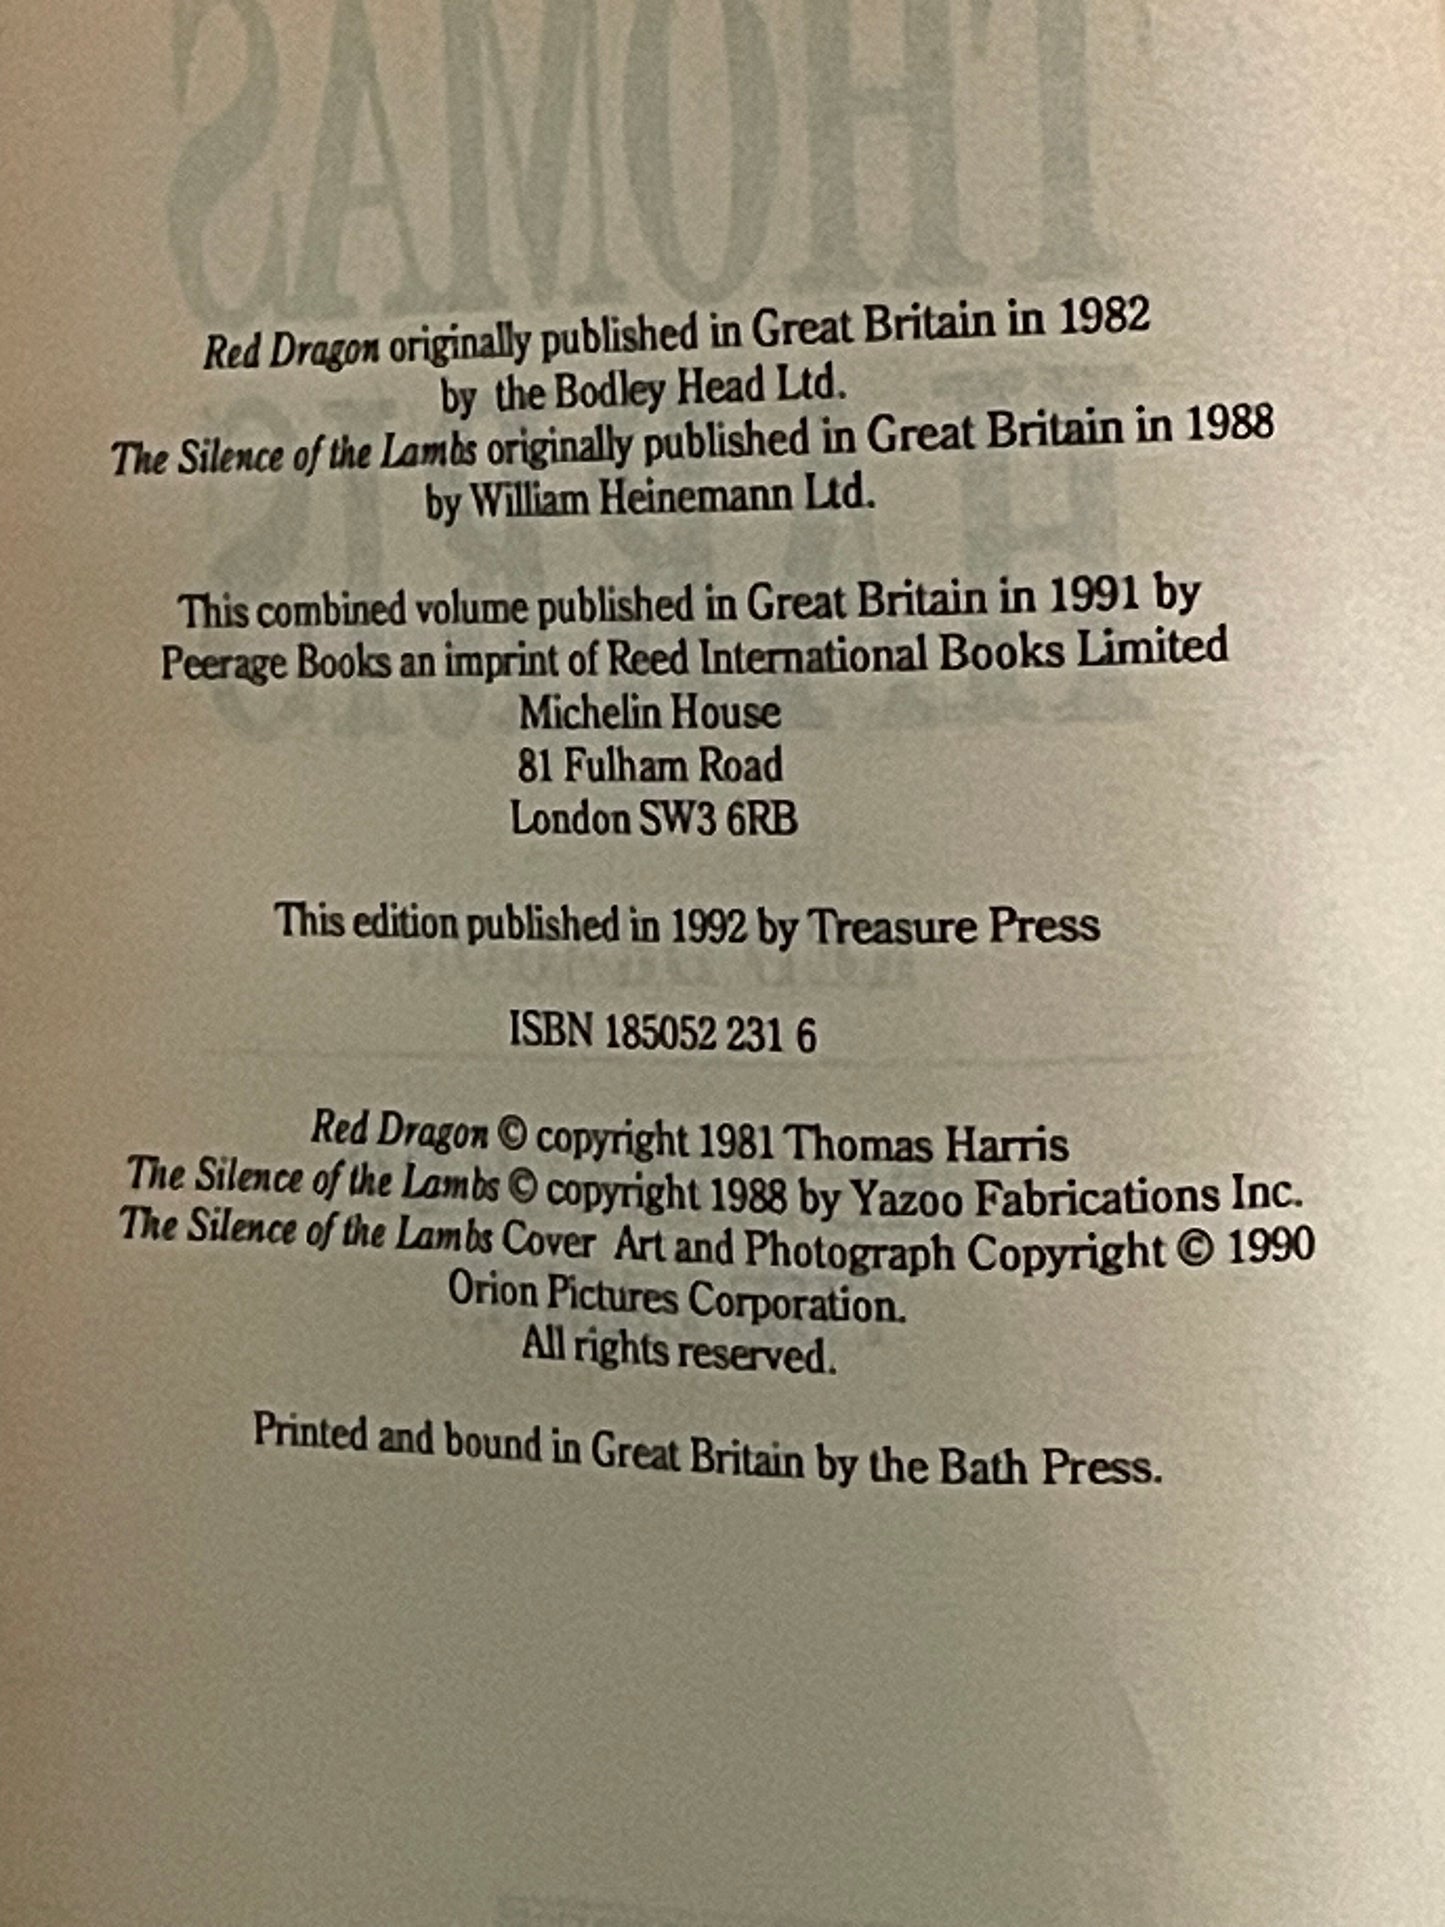 THOMAS
HARRIS
Red Dragon originally published in Great Britain in 1982
by the Bodley Head Ltd.
The Silence of the Lambs originally published in Great Britain in 1988
by William Heinemann Ltd.
This combined volume published in Great Britain in 1991 by
Peerage Books an imprint of Reed International Books Limited
Michelin House
81 Fulham Road
London SW3 6RB
This edition published in 1992 by Treasure Press
ISBN 185052 231 6
Red Dragon © copyright 1981 Thomas Harris
The Silence of the Lambs © copyright 1988 by Yazoo Fabrications Inc.
The Silence of the Lambs Cover Art and Photograph Copyright © 1990
Orion Pictures Corporation.
All rights reserved.
Printed and bound in Great Britain by the Bath Press.